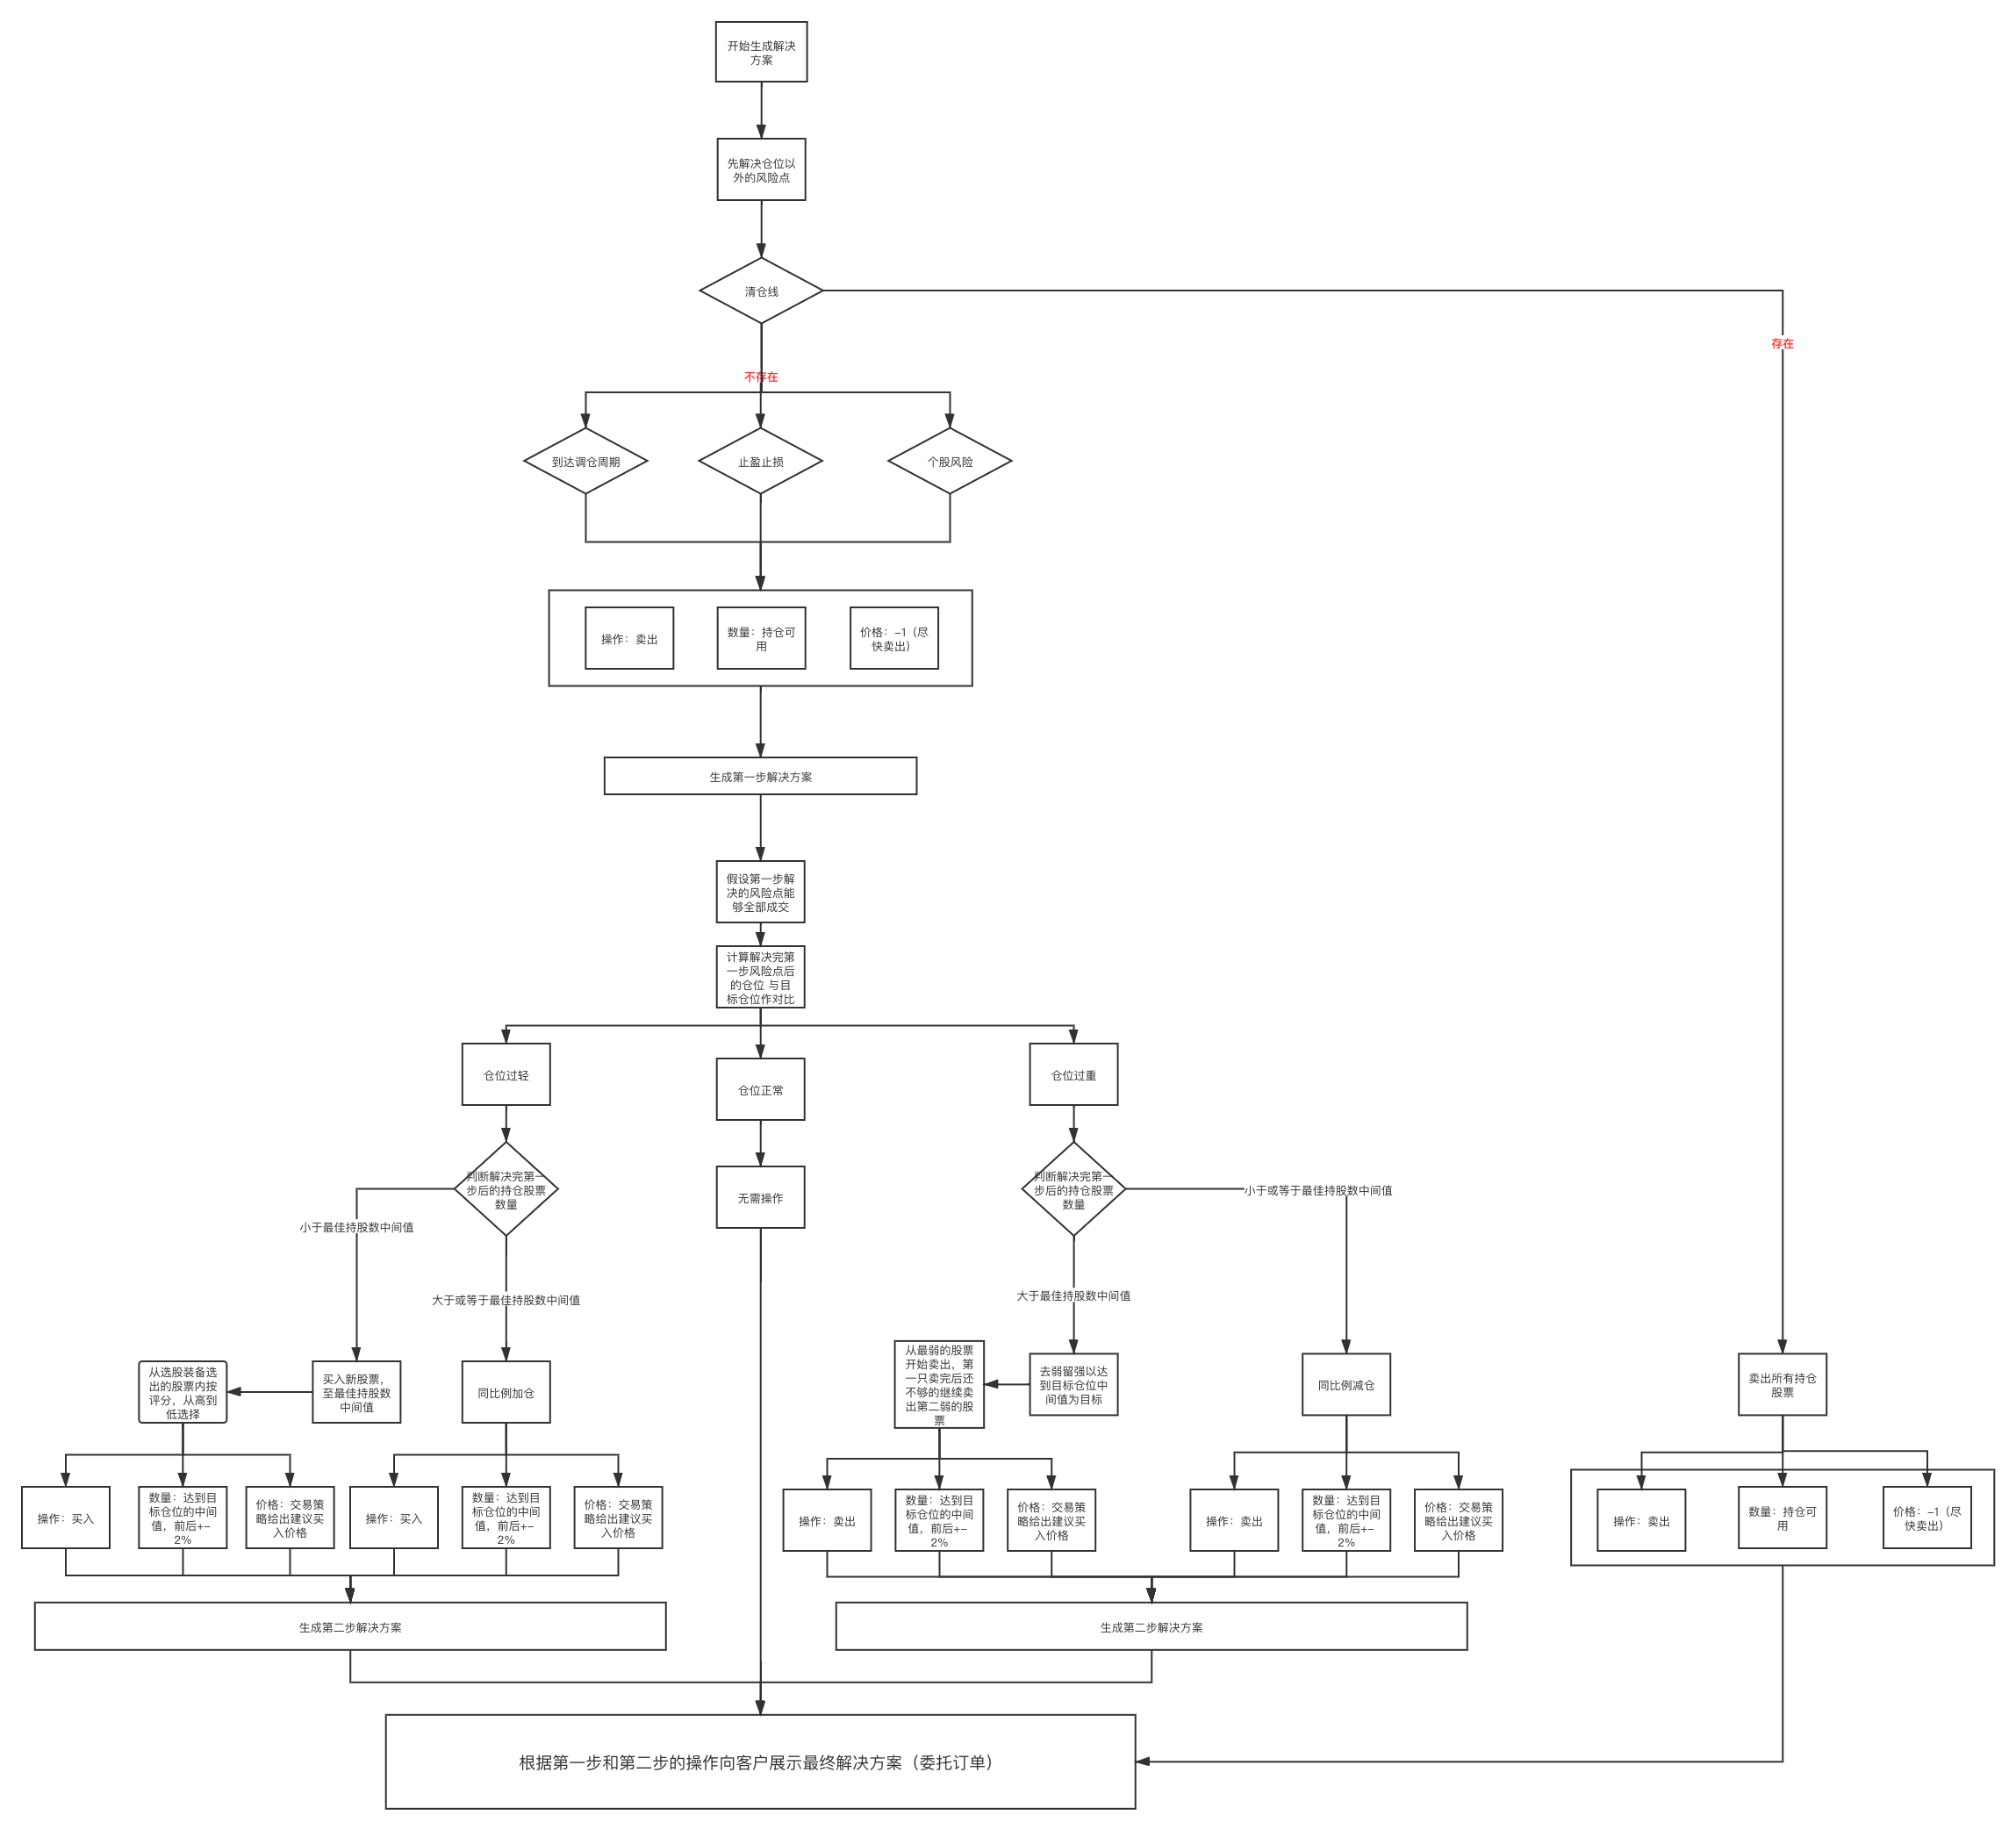 开始生成解决
方案
先解决仓位以
外的风险点
清仓线
存在
不存在
到达调仓周期
止盈止损
个股风险
操作：卖出
数量：持仓可
用
价格：-1（尽
快卖出）
生成第一步解决方案
假设第一步解
决的风险点能
够全部成交
计算解决完第
一步风险点后
的仓位 与目
标仓位作对比
仓位过轻
仓位正常
仓位过重
判断解决完第一
步后的持仓股票
数量
无需操作
判断解决完第一
步后的持仓股票
数量
小于或等于最佳持股数中间值
小于最佳持股数中间值
大于或等于最佳持股数中间值
大于最佳持股数中间值
从选股装备选
出的股票内按
评分，从高到
低选择
买入新股票，
至最佳持股数
中间值
同比例加仓
从最弱的股票
开始卖出，第
一只卖完后还
不够的继续卖
出第二弱的股
票
去弱留强以达
到目标仓位中
间值为目标
同比例减仓
卖出所有持仓
股票
操作：买入
数量：达到目
标仓位的中间
值，前后+-
2%
价格：交易策
略给出建议买
入价格
操作：买入
数量：达到目
标仓位的中间
值，前后+-
2%
价格：交易策
略给出建议买
入价格
操作：卖出
数量：达到目
标仓位的中间
值，前后+-
2%
价格：交易策
略给出建议买
入价格
操作：卖出
数量：达到目
标仓位的中间
值，前后+-
2%
价格：交易策
略给出建议买
入价格
操作：卖出
数量：持仓可
用
价格：-1（尽
快卖出）
生成第二步解决方案
生成第二步解决方案
根据第一步和第二步的操作向客户展示最终解决方案（委托订单）